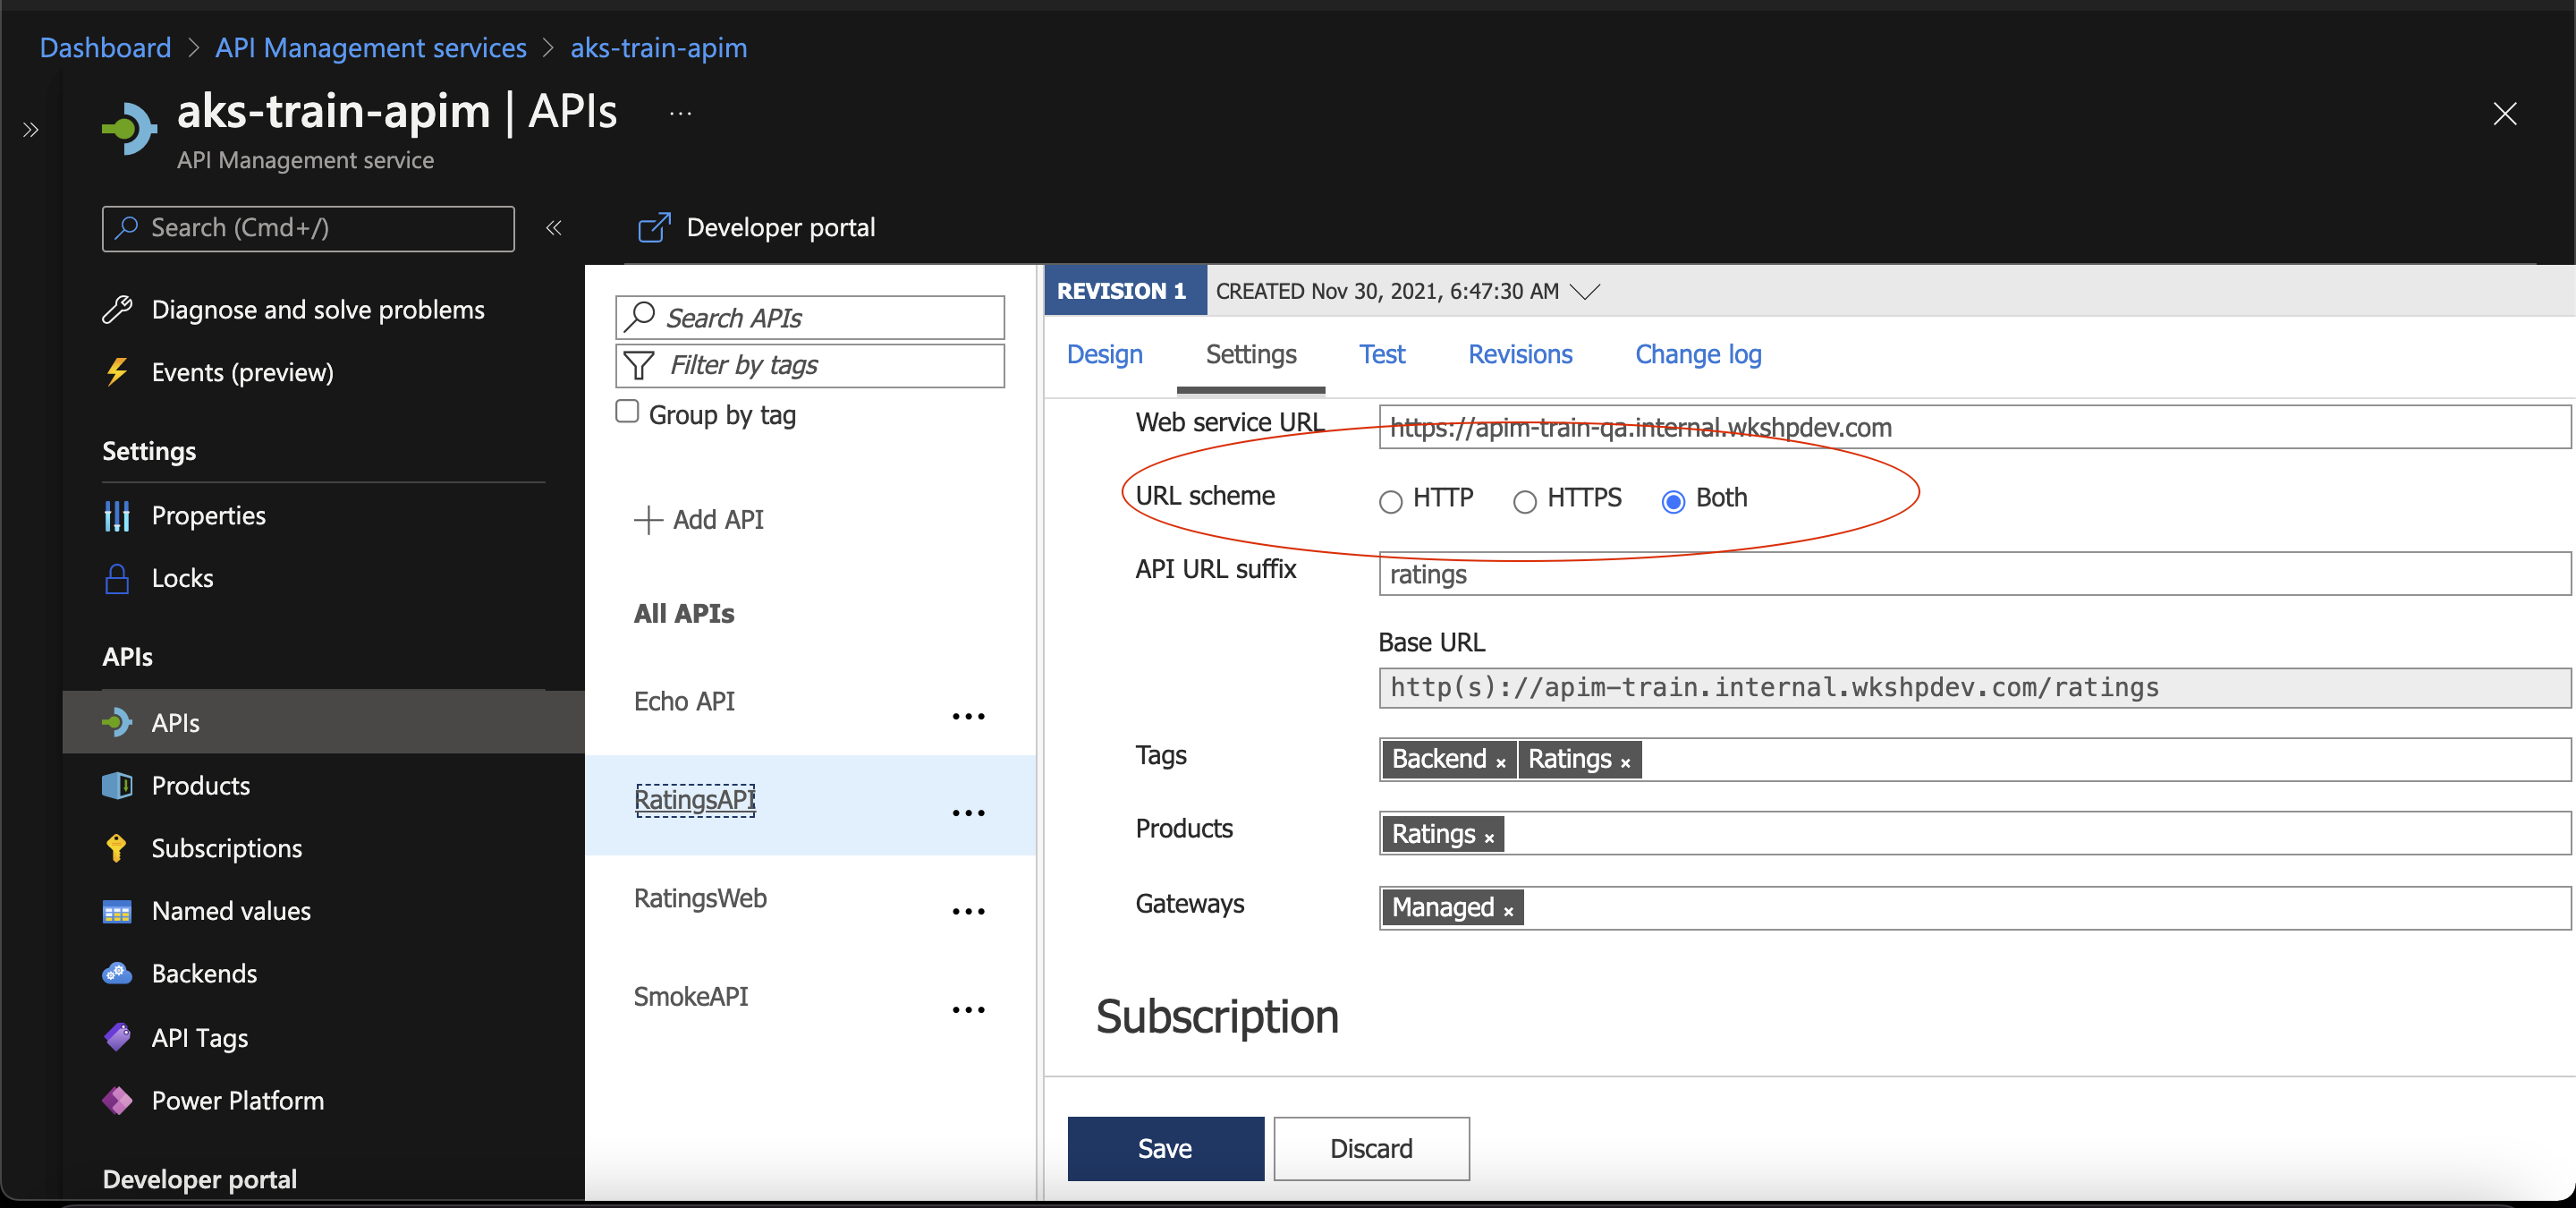 Dashboard > API Management services > aks-train-apim
aks-train-apim | APIs ...
API Management service
Search (Cmd+/)
Diagnose and solve problems
Events (preview)
Settings
Properties
Locks
APIs
APIs
Products
Subscriptions
Named values
Backends
API Tags
Power Platform
Developer portal
Developer portal
Search APIs
Filter by tags
Group by tag
Add API
All APIs
Echo API
RatingsAPI
RatingsWeb
SmokeAPI
REVISION 1 CREATED Nov 30, 2021, 6:47:30 AM
Design Settings Test Revisions Change log
Web service URL https://apim-train-qa.internal.wkshpdev.com
URL scheme HTTP HTTPS Both
API URL suffix ratings
Base URL
http(s)://apim-train.internal.wkshpdev.com/ratings
Tags Backend × Ratings ×
Products Ratings ×
Gateways Managed ×
Subscription
Save Discard